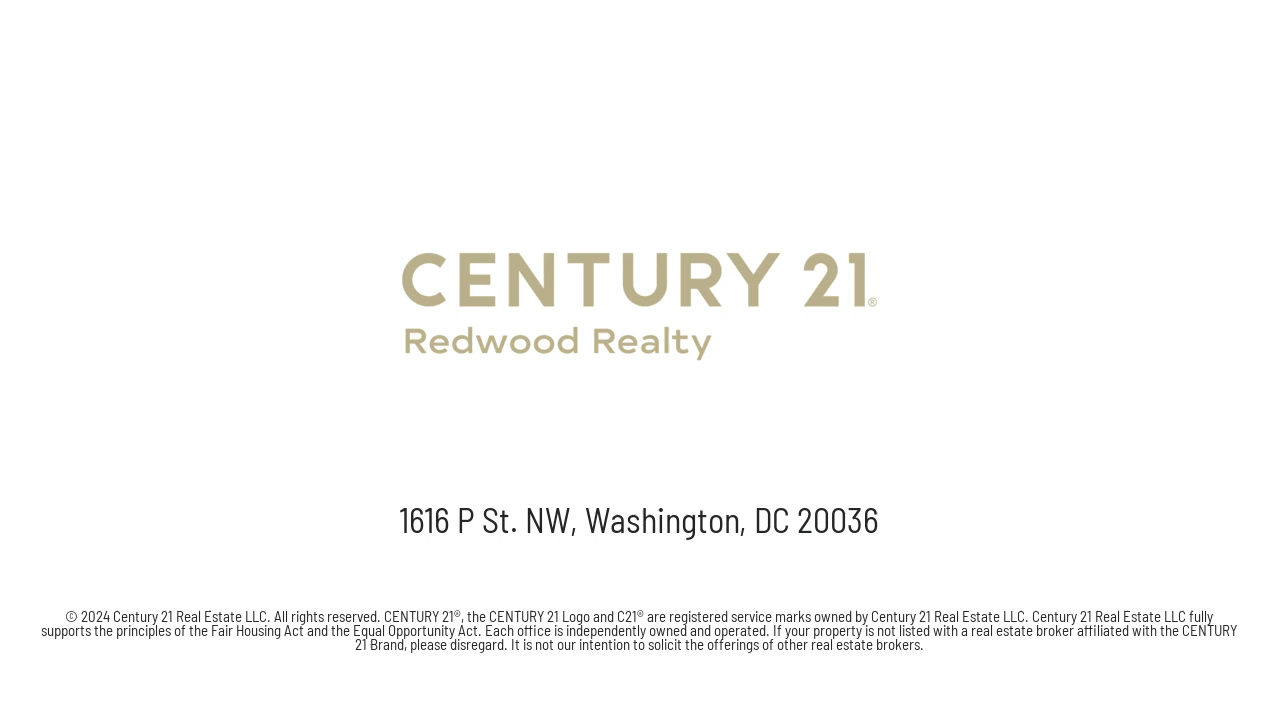 CENTURY 21®
Redwood Realty
1616 P St. NW, Washington, DC 20036
© 2024 Century 21 Real Estate LLC. All rights reserved. CENTURY 21®, the CENTURY 21 Logo and C21® are registered service marks owned by Century 21 Real Estate LLC. Century 21 Real Estate LLC fully
supports the principles of the Fair Housing Act and the Equal Opportunity Act. Each office is independently owned and operated. If your property is not listed with a real estate broker affiliated with the CENTURY
21 Brand, please disregard. It is not our intention to solicit the offerings of other real estate brokers.